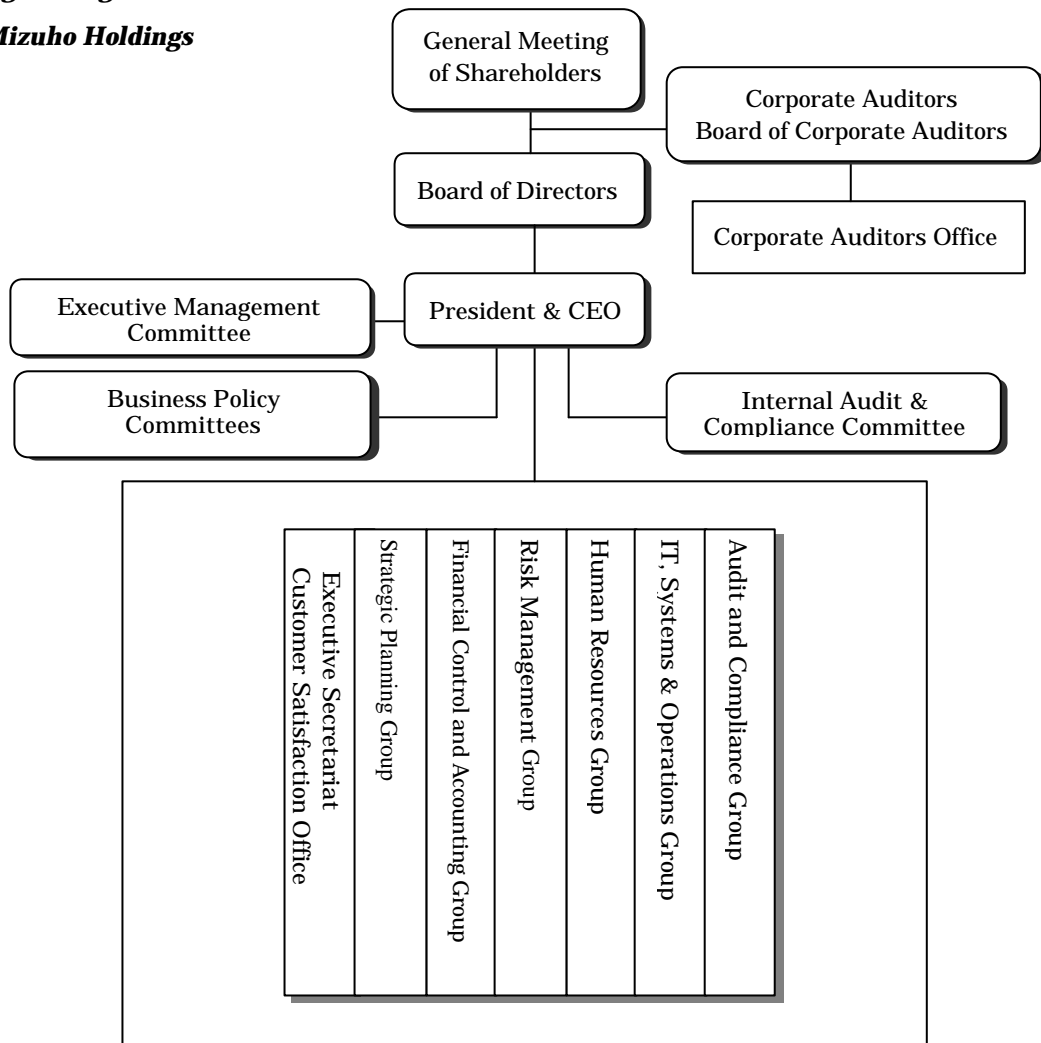 Mizuho Holdings
General Meeting
of Shareholders
Corporate Auditors
Board of Corporate Auditors
Board of Directors
Corporate Auditors Office
Executive Management
Committee
President & CEO
Business Policy
Committees
Internal Audit &
Compliance Committee
Executive Secretariat
Customer Satisfaction Office
Strategic Planning Group
Financial Control and Accounting Group
Risk Management Group
Human Resources Group
IT, Systems & Operations Group
Audit and Compliance Group